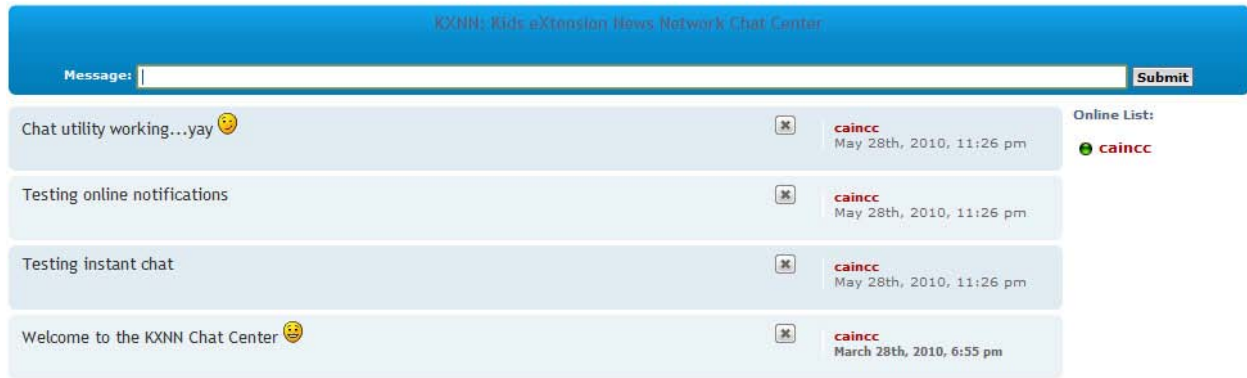 KXNN: Kids eXtension News Network Chat Center
Message:
Submit
Chat utility working...yay
caincc
May 28th, 2010, 11:26 pm
Online List:
caincc
Testing online notifications
caincc
May 28th, 2010, 11:26 pm
Testing instant chat
caincc
May 28th, 2010, 11:26 pm
Welcome to the KXNN Chat Center
caincc
March 28th, 2010, 6:55 pm